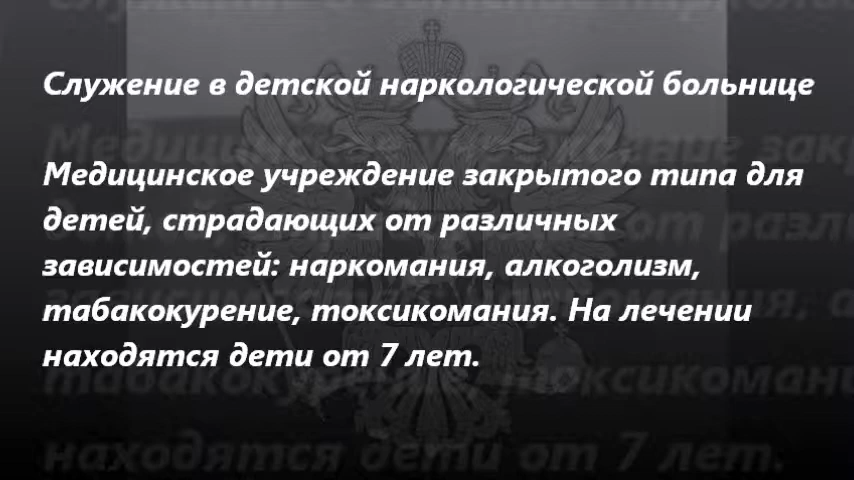 Служение в детской наркологической больнице
Медицинское учреждение закрытого типа для
детей, страдающих от различных
зависимостей: наркомания, алкоголизм,
табакокурение, токсикомания. На лечении
находятся дети от 7 лет.